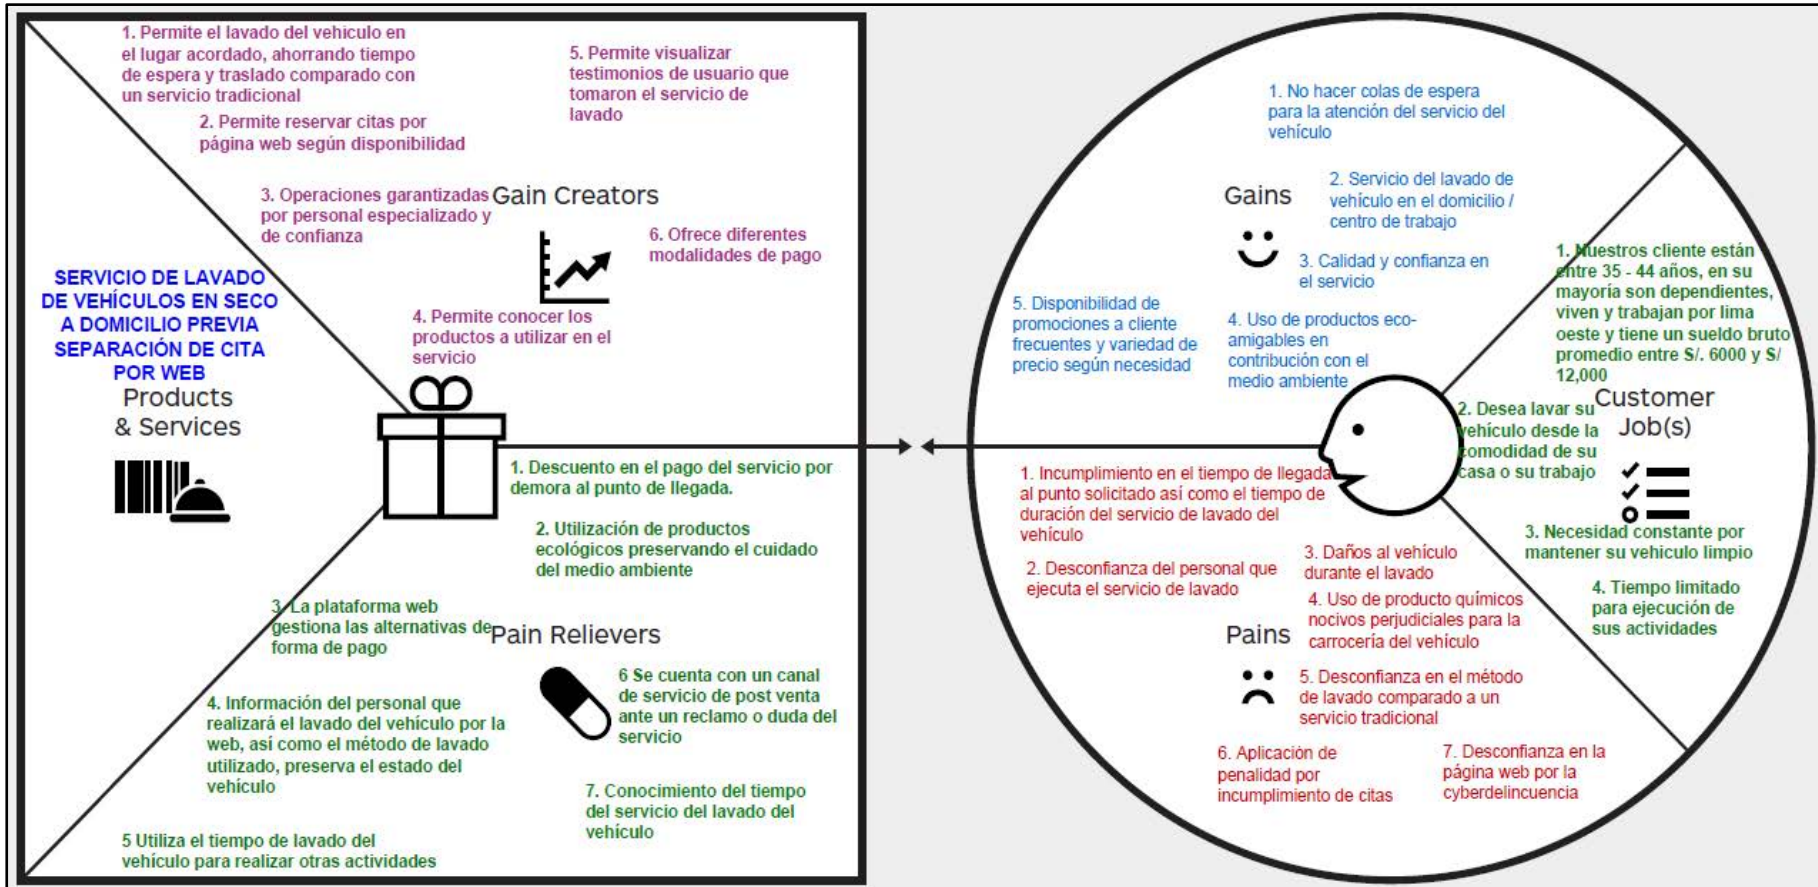 1. Permite el lavado del vehículo en
el lugar acordado, ahorrando tiempo
de espera y traslado comparado con
un servicio tradicional
2. Permite reservar citas por
página web según disponibilidad
3. Operaciones garantizadas
por personal especializado y
de confianza
4. Permite conocer los
productos a utilizar en el
servicio
5. Permite visualizar
testimonios de usuario que
tomaron el servicio de
lavado
6. Ofrece diferentes
modalidades de pago
Gain Creators
SERVICIO DE LAVADO
DE VEHÍCULOS EN SECO
A DOMICILIO PREVIA
SEPARACIÓN DE CITA
POR WEB
Products
& Services
1. Descuento en el pago del servicio por
demora al punto de llegada.
2. Utilización de productos
ecológicos preservando el cuidado
del medio ambiente
3. La plataforma web
gestiona las alternativas de
forma de pago
Pain Relievers
4. Información del personal que
realizará el lavado del vehículo por la
web, así como el método de lavado
utilizado, preserva el estado del
vehículo
5 Utiliza el tiempo de lavado del
vehículo para realizar otras actividades
6 Se cuenta con un canal
de servicio de post venta
ante un reclamo o duda del
servicio
7. Conocimiento del tiempo
del servicio del lavado del
vehículo
1. No hacer colas de espera
para la atención del servicio del
vehículo
Gains
2. Servicio del lavado de
vehículo en el domicilio /
centro de trabajo
3. Calidad y confianza en
el servicio
4. Uso de productos eco-
amigables en
contribución con el
medio ambiente
5. Disponibilidad de
promociones a cliente
frecuentes y variedad de
precio según necesidad
1. Nuestros cliente están
entre 35 - 44 años, en su
mayoría son dependientes,
viven y trabajan por lima
oeste y tiene un sueldo bruto
promedio entre S/. 6000 y S/
12,000
Customer
Job(s)
2. Desea lavar su
vehículo desde la
comodidad de su
casa o su trabajo
3. Necesidad constante por
mantener su vehiculo limpio
4. Tiempo limitado
para ejecución de
sus actividades
1. Incumplimiento en el tiempo de llegada
al punto solicitado así como el tiempo de
duración del servicio de lavado del
vehículo
2. Desconfianza del personal que
ejecuta el servicio de lavado
3. Daños al vehículo
durante el lavado
4. Uso de producto químicos
nocivos perjudiciales para la
carrocería del vehículo
Pains
5. Desconfianza en el método
de lavado comparado a un
servicio tradicional
6. Aplicación de
penalidad por
incumplimiento de citas
7. Desconfianza en la
página web por la
cyberdelincuencia